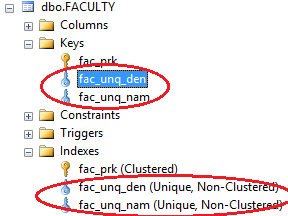 dbo.FACULTY
Columns
Keys
fac_prk
fac_unq_den
fac_unq_nam
Constraints
Triggers
Indexes
fac_prk (Clustered)
fac_unq_den (Unique, Non-Clustered)
fac_unq_nam (Unique, Non-Clustered)